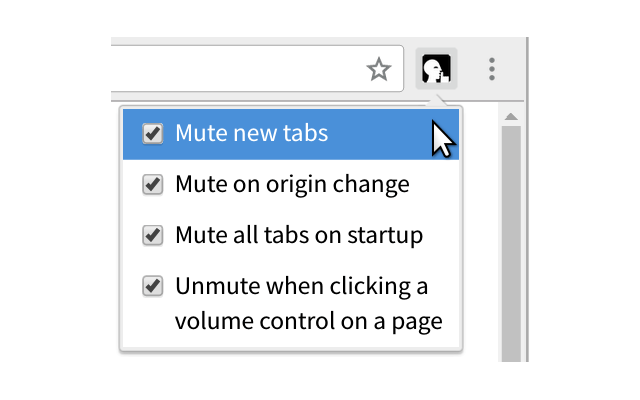 Mute new tabs
Mute on origin change
Mute all tabs on startup
Unmute when clicking a
volume control on a page